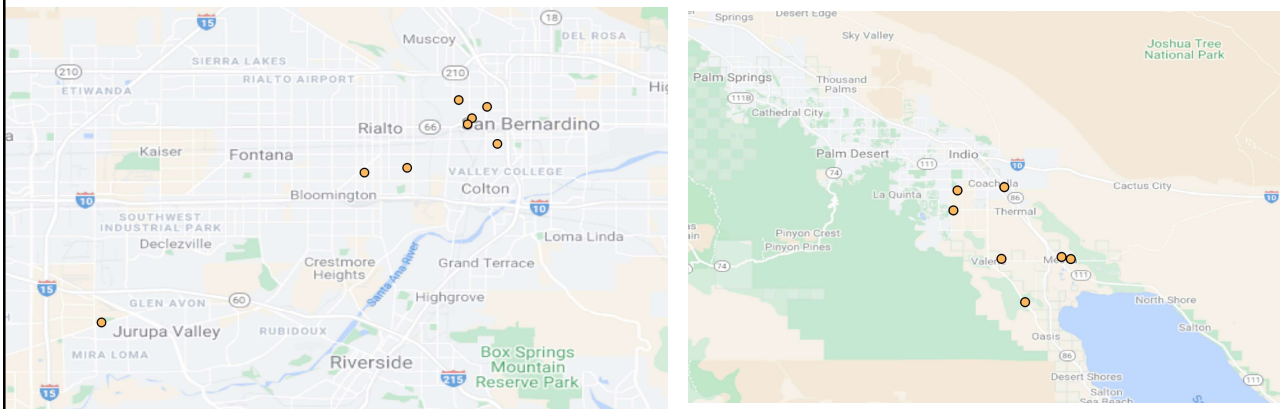 15
18
Muscoy
DEL ROSA
SIERRA LAKES
210
210
RIALTO AIRPORT
ETIWANDA
Rialto
66
San Bernardino
Kaiser
Fontana
VALLEY COLLEGE
Bloomington
Colton
10
10
SOUTHWEST
INDUSTRIAL PARK
Declezville
Loma Linda
Crestmore
Heights
Santa Ana River
Grand Terrace
15
60
Highgrove
GLEN AVON
Jurupa Valley
RUBIDOUX
MIRA LOMA
Riverside
Box Springs
Mountain
Reserve Park
215
15
Springs
Desert Edge
Sky Valley
Joshua Tree
National Park
Palm Springs
Thousand
Palms
111B
Cathedral City
Palm Desert
Indio
111
10
74
Coachella
Cactus City
La Quinta
86
10
Thermal
Pinyon Crest
Pinyon Pines
74
Vale
Me
111
North Shore
Salton
Oasis
86
Desert Shores
111
Salton
Sea Beach